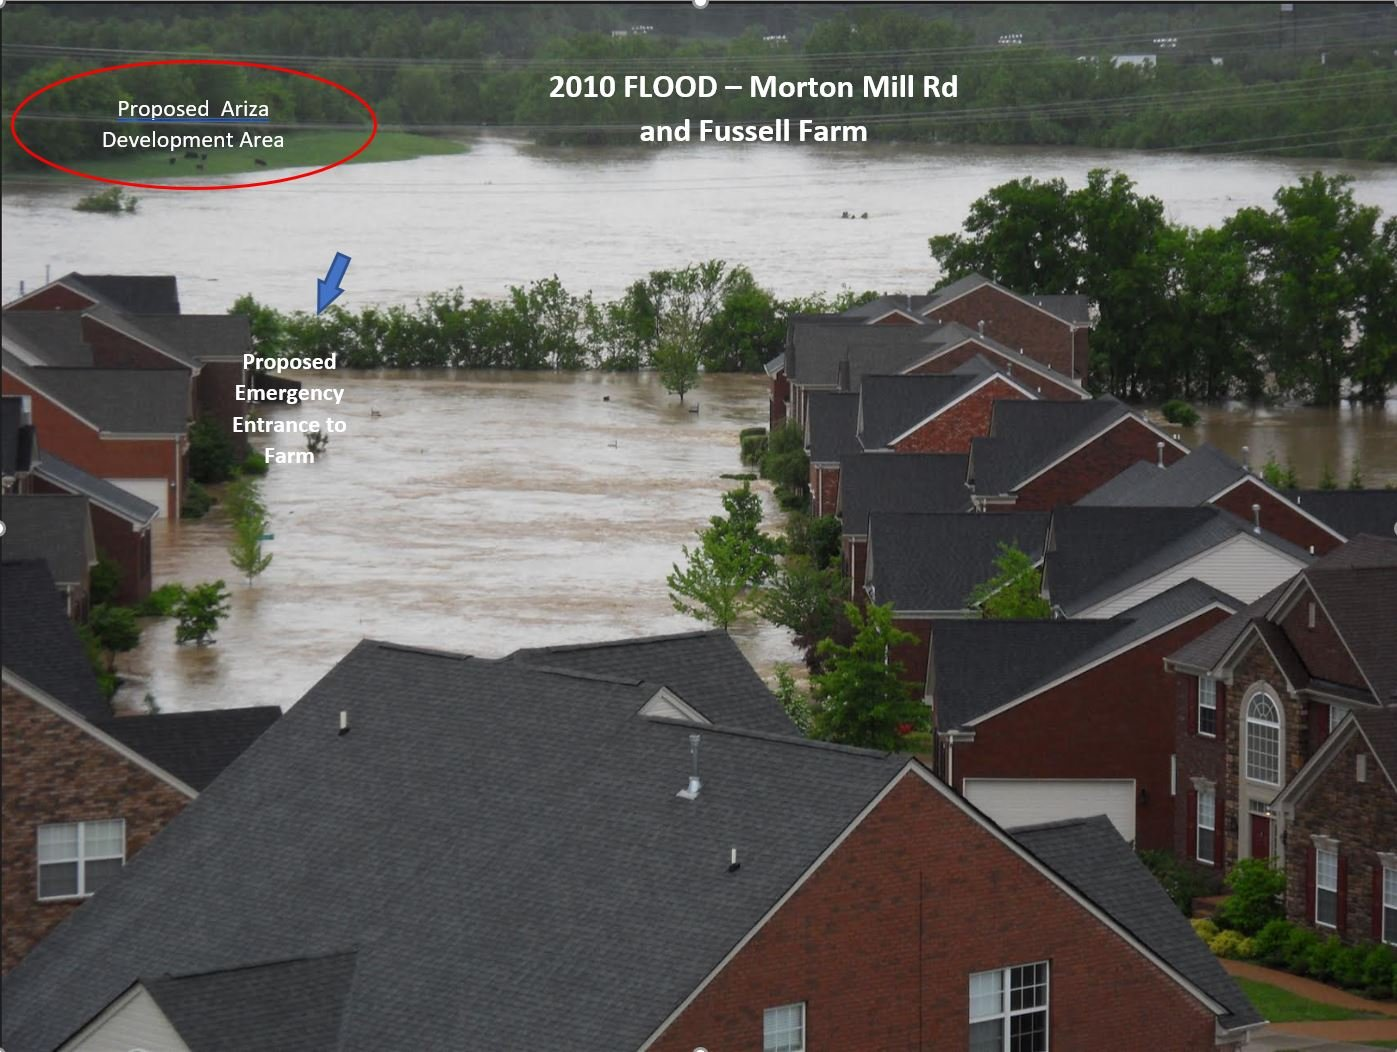 Proposed Ariza
Development Area
2010 FLOOD – Morton Mill Rd
and Fussell Farm
Proposed
Emergency
Entrance to
Farm